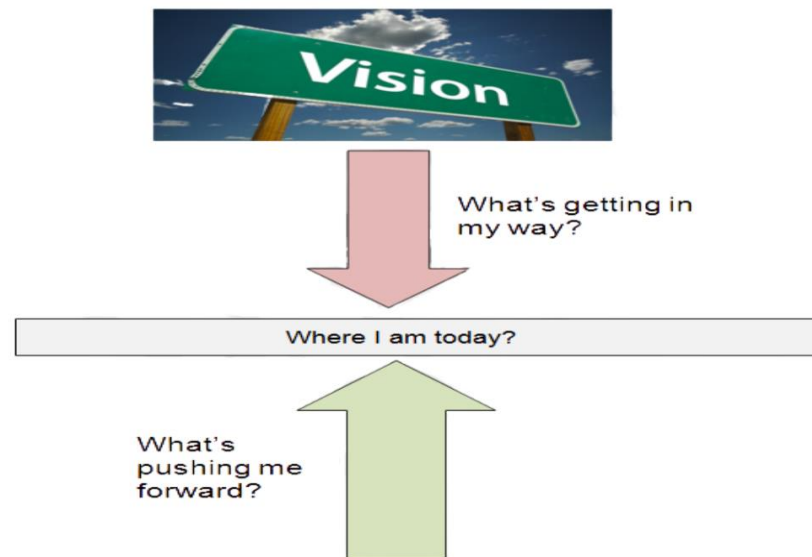 Vision
What's getting in
my way?
Where I am today?
What's
pushing me
forward?